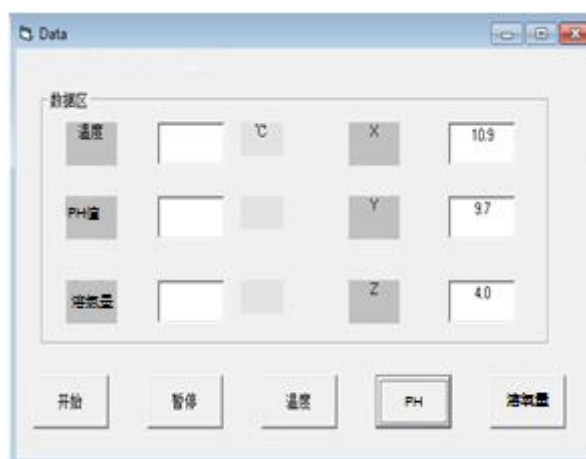 Data
数据区
温度 ℃ X 10.9
PH值 Y 9.7
溶氧量 Z 4.0
开始 暂停 温度 PH 溶氧量